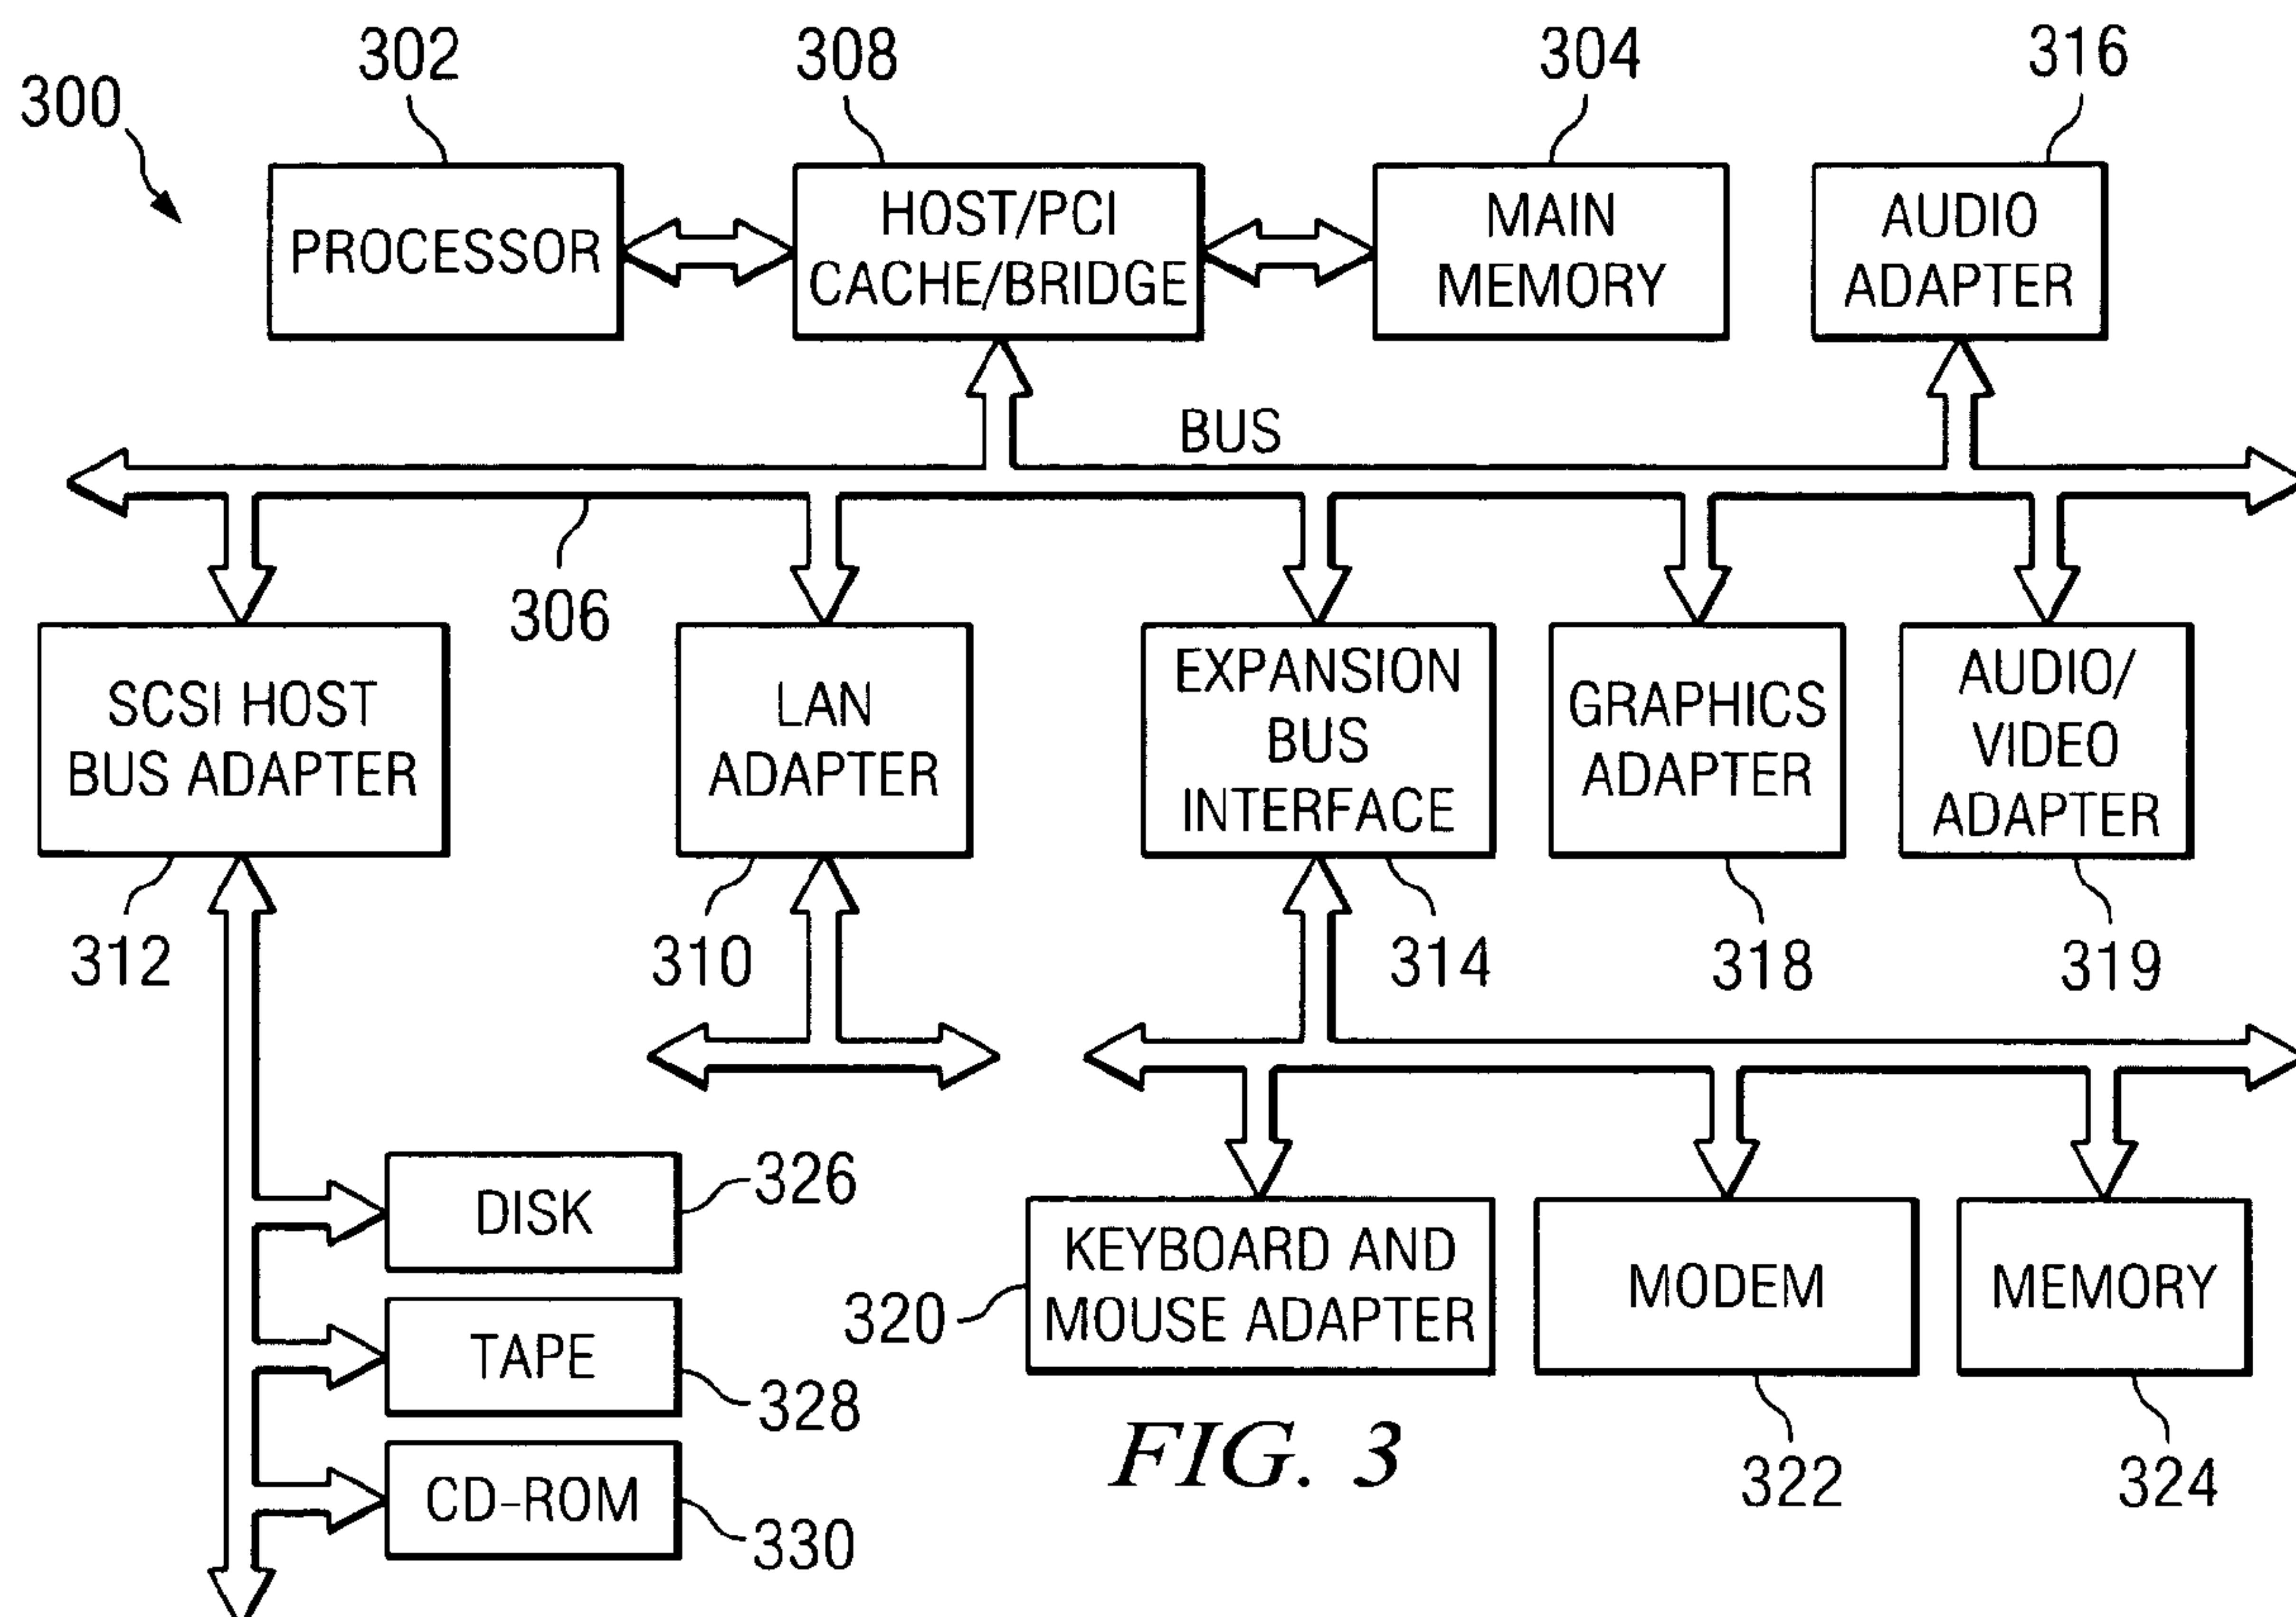 300
302
308
304
316
PROCESSOR
HOST/PCI
CACHE/BRIDGE
MAIN
MEMORY
AUDIO
ADAPTER
BUS
306
SCSI HOST
BUS ADAPTER
LAN
ADAPTER
EXPANSION
BUS
INTERFACE
GRAPHICS
ADAPTER
AUDIO/
VIDEO
ADAPTER
312
310
314
318
319
DISK
326
TAPE
328
CD-ROM
330
320
KEYBOARD AND
MOUSE ADAPTER
MODEM
MEMORY
322
324
FIG. 3